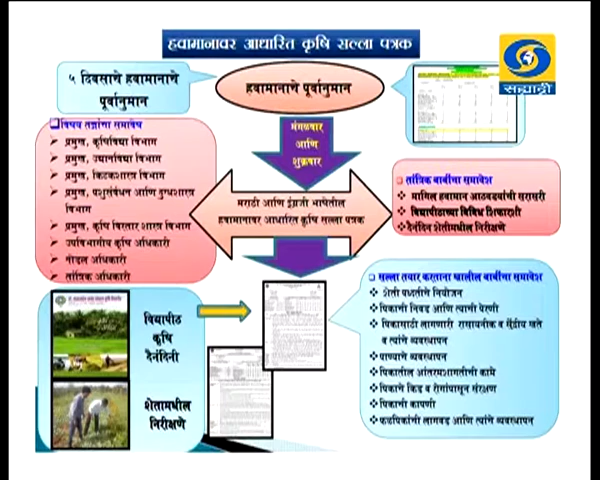 हवामानावर आधारित कृषि सल्ला पत्रक
सह्याद्री
५ दिवसाचे हवामानाचे
पूर्वानुमान
हवामानाचे पूर्वानुमान
मंगळवार
आणि
शुक्रवार
विषय तज्ञांचा समावेश
प्रमुख, कृषिविद्या विभाग
प्रमुख, उद्यानविद्या विभाग
प्रमुख, किटकशास्त्र विभाग
प्रमुख, पशुसंवर्धन आणि दुग्धशास्त्र
विभाग
प्रमुख, कृषि विस्तार शास्त्र विभाग
उपविभागीय कृषि अधिकारी
नोडल अधिकारी
तांत्रिक अधिकारी
मराठी आणि इंग्रजी भाषेतील
हवामानावर आधारित कृषि सल्ला पत्रक
तांत्रिक बाबींचा समावेश
मागिल हवामान आठवडयांची सरासरी
विद्यापीठाच्या विविध शिफारशी
दैनंदिन शेतामधील निरीक्षणे
सल्ला तयार करतांना खालील बाबींचा समावेश
शेती पध्दतीचे नियोजन
पिकांची निवड आणि त्यांची पेरणी
पिकासाठी लागणारी रासायनीक व सेंद्रीय खते
व त्यांचे व्यवस्थापन
पाण्याचे व्यवस्थापन
पिकातील आंतरमशागतीची कामे
पिकाचे किड व रोगांपासून संरक्षण
पिकांची कापणी
फळपिकांची लागवड आणि त्यांचे व्यवस्थापन
विद्यापीठ
कृषि
दैनंदिनी
शेतामधील
निरीक्षणे